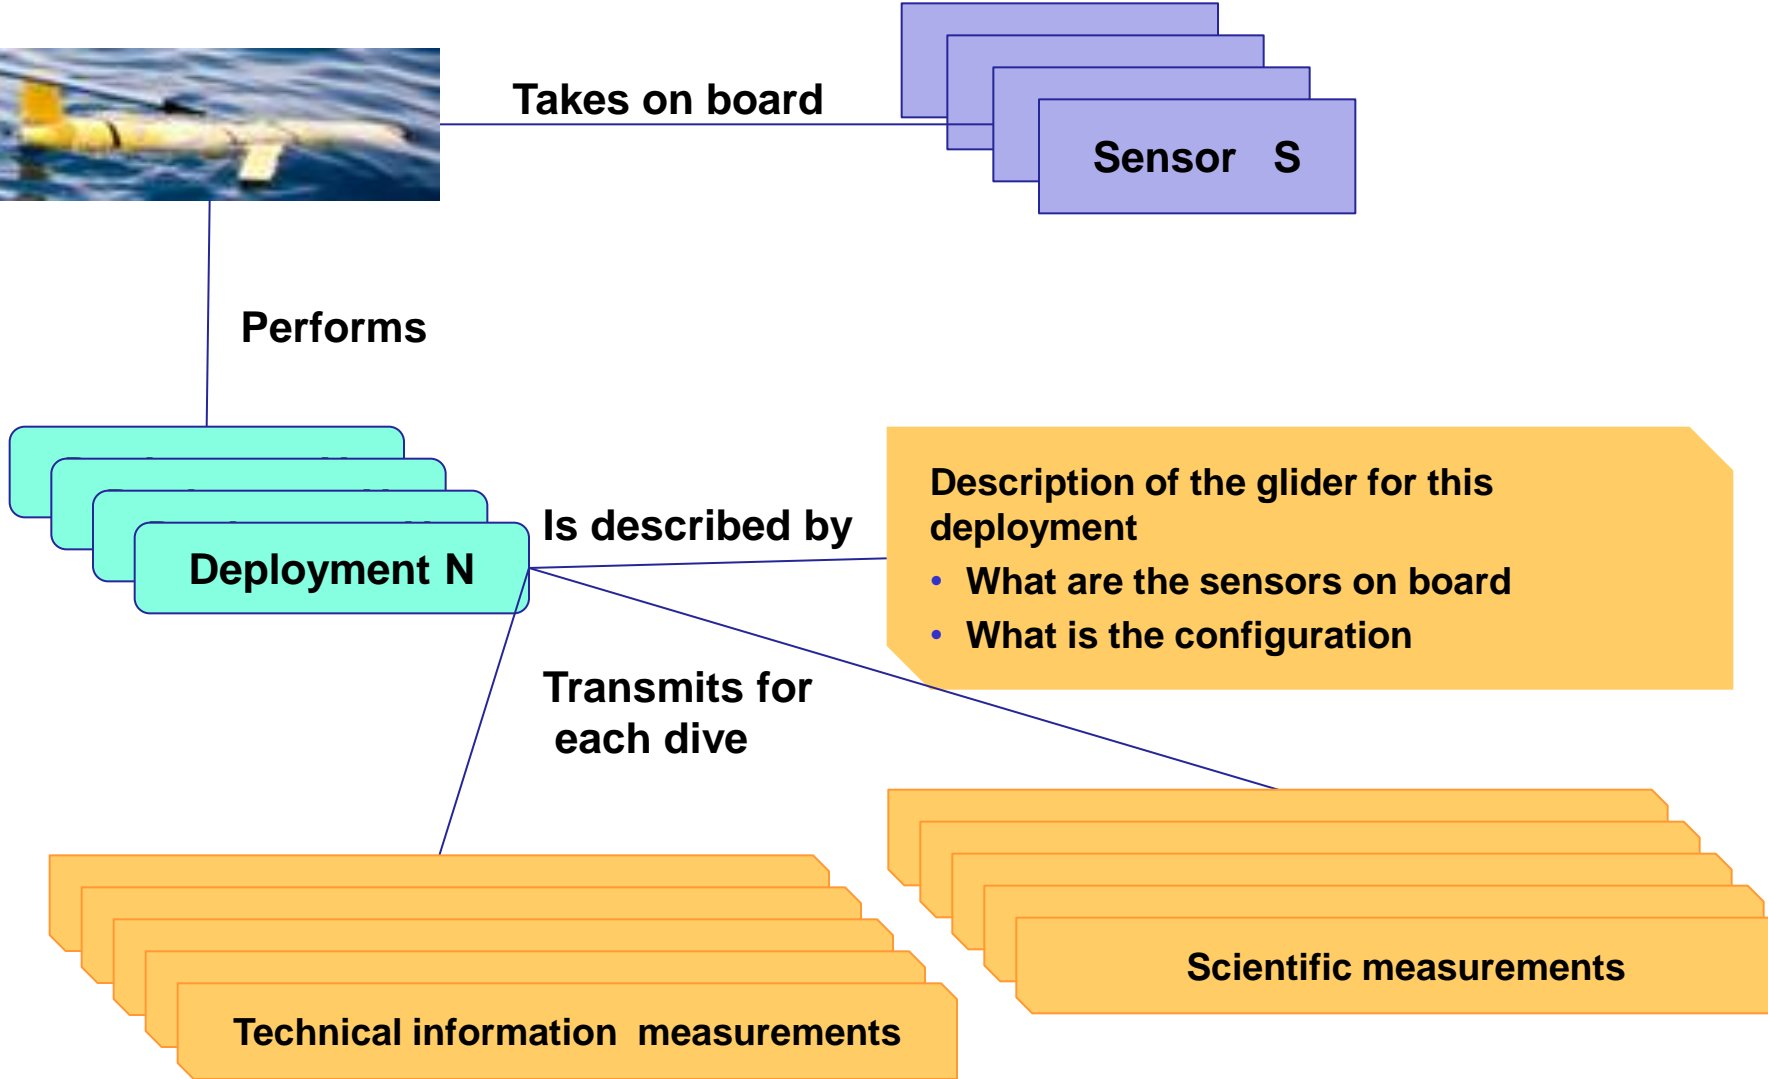 Takes on board
Sensor S
Performs
Deployment N
Is described by
Description of the glider for this
deployment
• What are the sensors on board
• What is the configuration
Transmits for
each dive
Scientific measurements
Technical information measurements